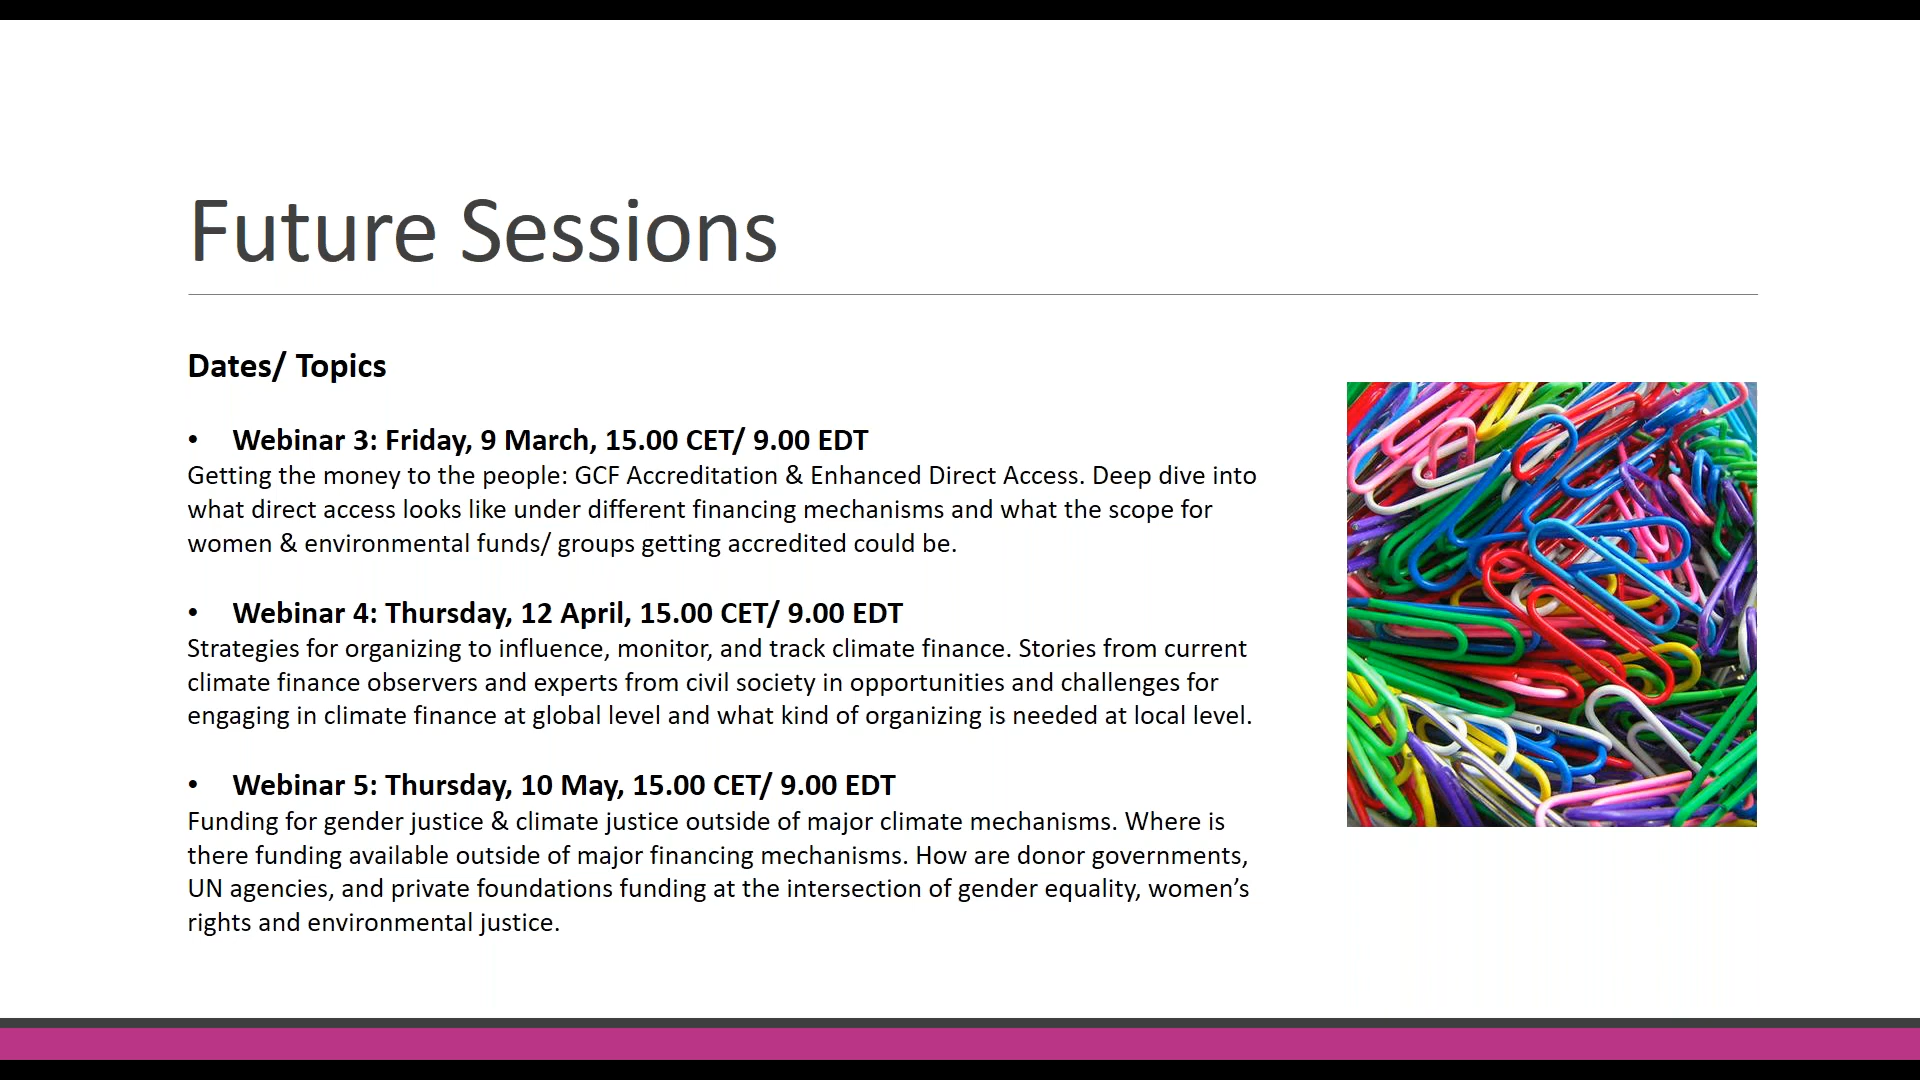 Future Sessions
Dates/ Topics
• Webinar 3: Friday, 9 March, 15.00 CET/ 9.00 EDT
Getting the money to the people: GCF Accreditation & Enhanced Direct Access. Deep dive into
what direct access looks like under different financing mechanisms and what the scope for
women & environmental funds/ groups getting accredited could be.
• Webinar 4: Thursday, 12 April, 15.00 CET/ 9.00 EDT
Strategies for organizing to influence, monitor, and track climate finance. Stories from current
climate finance observers and experts from civil society in opportunities and challenges for
engaging in climate finance at global level and what kind of organizing is needed at local level.
• Webinar 5: Thursday, 10 May, 15.00 CET/ 9.00 EDT
Funding for gender justice & climate justice outside of major climate mechanisms. Where is
there funding available outside of major financing mechanisms. How are donor governments,
UN agencies, and private foundations funding at the intersection of gender equality, women’s
rights and environmental justice.